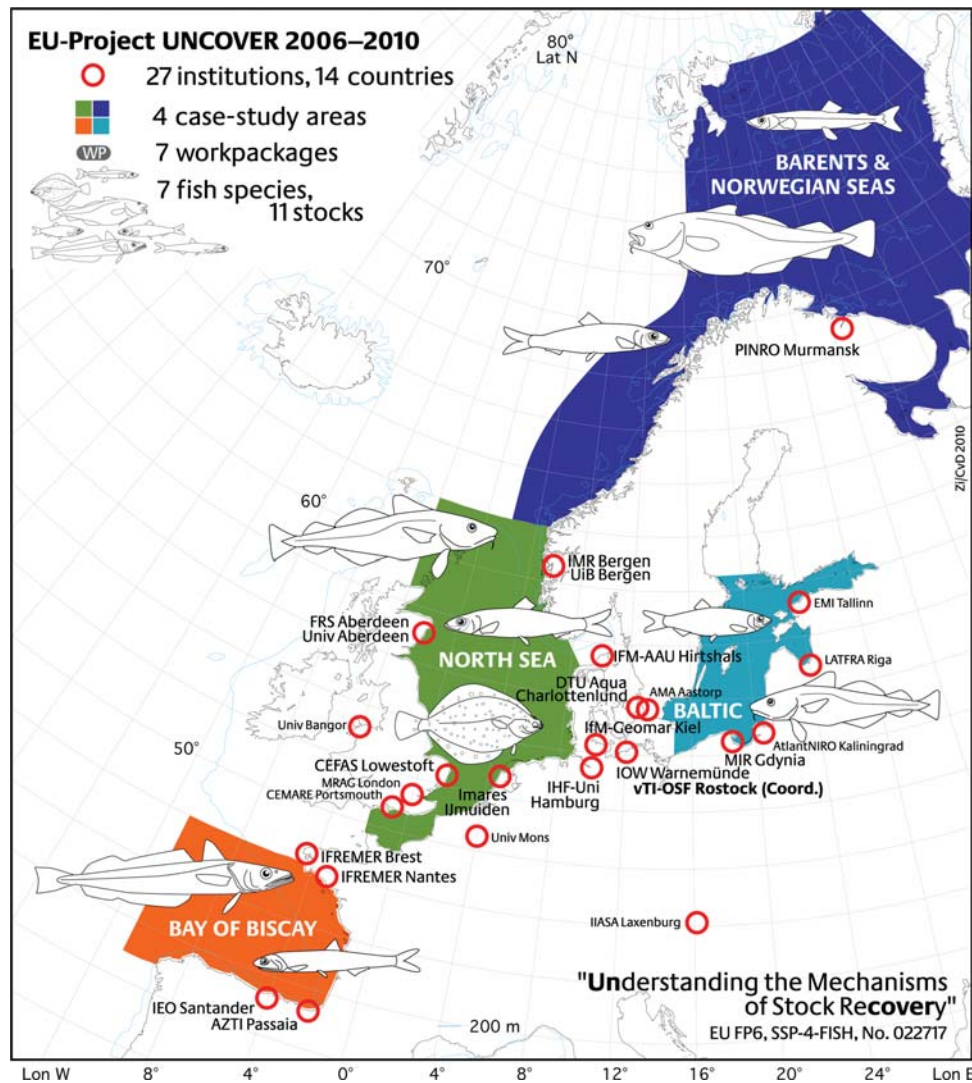 EU-Project UNCOVER 2006–2010
27 institutions, 14 countries
4 case-study areas
WP
7 workpackages
7 fish species,
11 stocks
80°
Lat N
BARENTS &
NORWEGIAN SEAS
70°
PINRO Murmansk
Zi/CvD 2010
60°
IMR Bergen
UiB Bergen
EMI Tallinn
FRS Aberdeen
Univ Aberdeen
NORTH SEA
IFM-AAU Hirtshals
LATFRA Riga
DTU Aqua
Charlottenlund
AMA Aastorp
BALTIC
Univ Bangor
IfM-Geomar Kiel
AtlantNIRO Kaliningrad
MIR Gdynia
50°
CEFAS Lowestoft
MRAG London
CEMARE Portsmouth
Imares
IJmuiden
IHF-Uni
Hamburg
IOW Warnemünde
vTI-OSF Rostock (Coord.)
Univ Mons
IFREMER Brest
IFREMER Nantes
BAY OF BISCAY
IIASA Laxenburg
IEO Santander
AZTI Passaia
"Understanding the Mechanisms
of Stock Recovery"
EU FP6, SSP-4-FISH, No. 022717
200 m
Lon W 8° 4° 0° 4° 8° 12° 16° 20° 24° Lon E